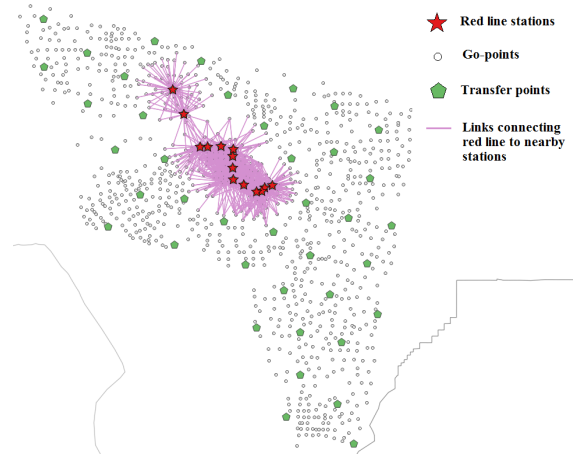 Red line stations
Go-points
Transfer points
Links connecting
red line to nearby
stations